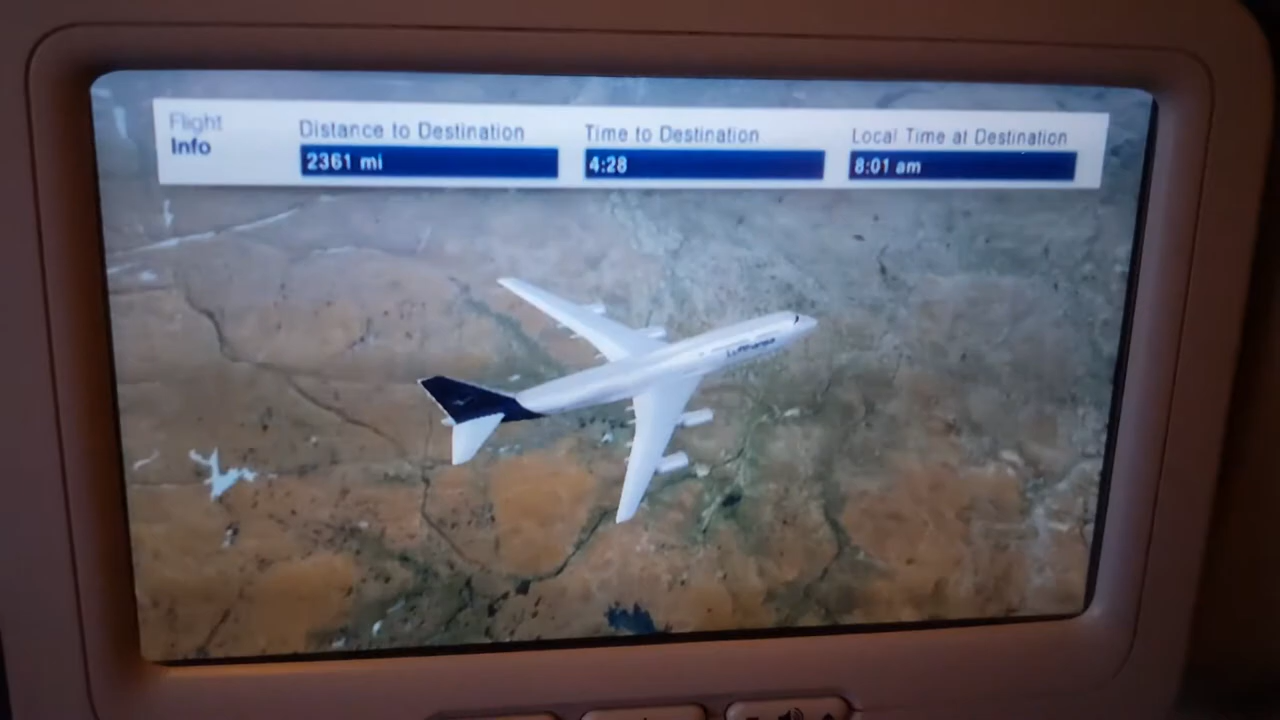 Flight
Info
Distance to Destination
2361 mi
Time to Destination
4:28
Local Time at Destination
8:01 am
Lufthansa